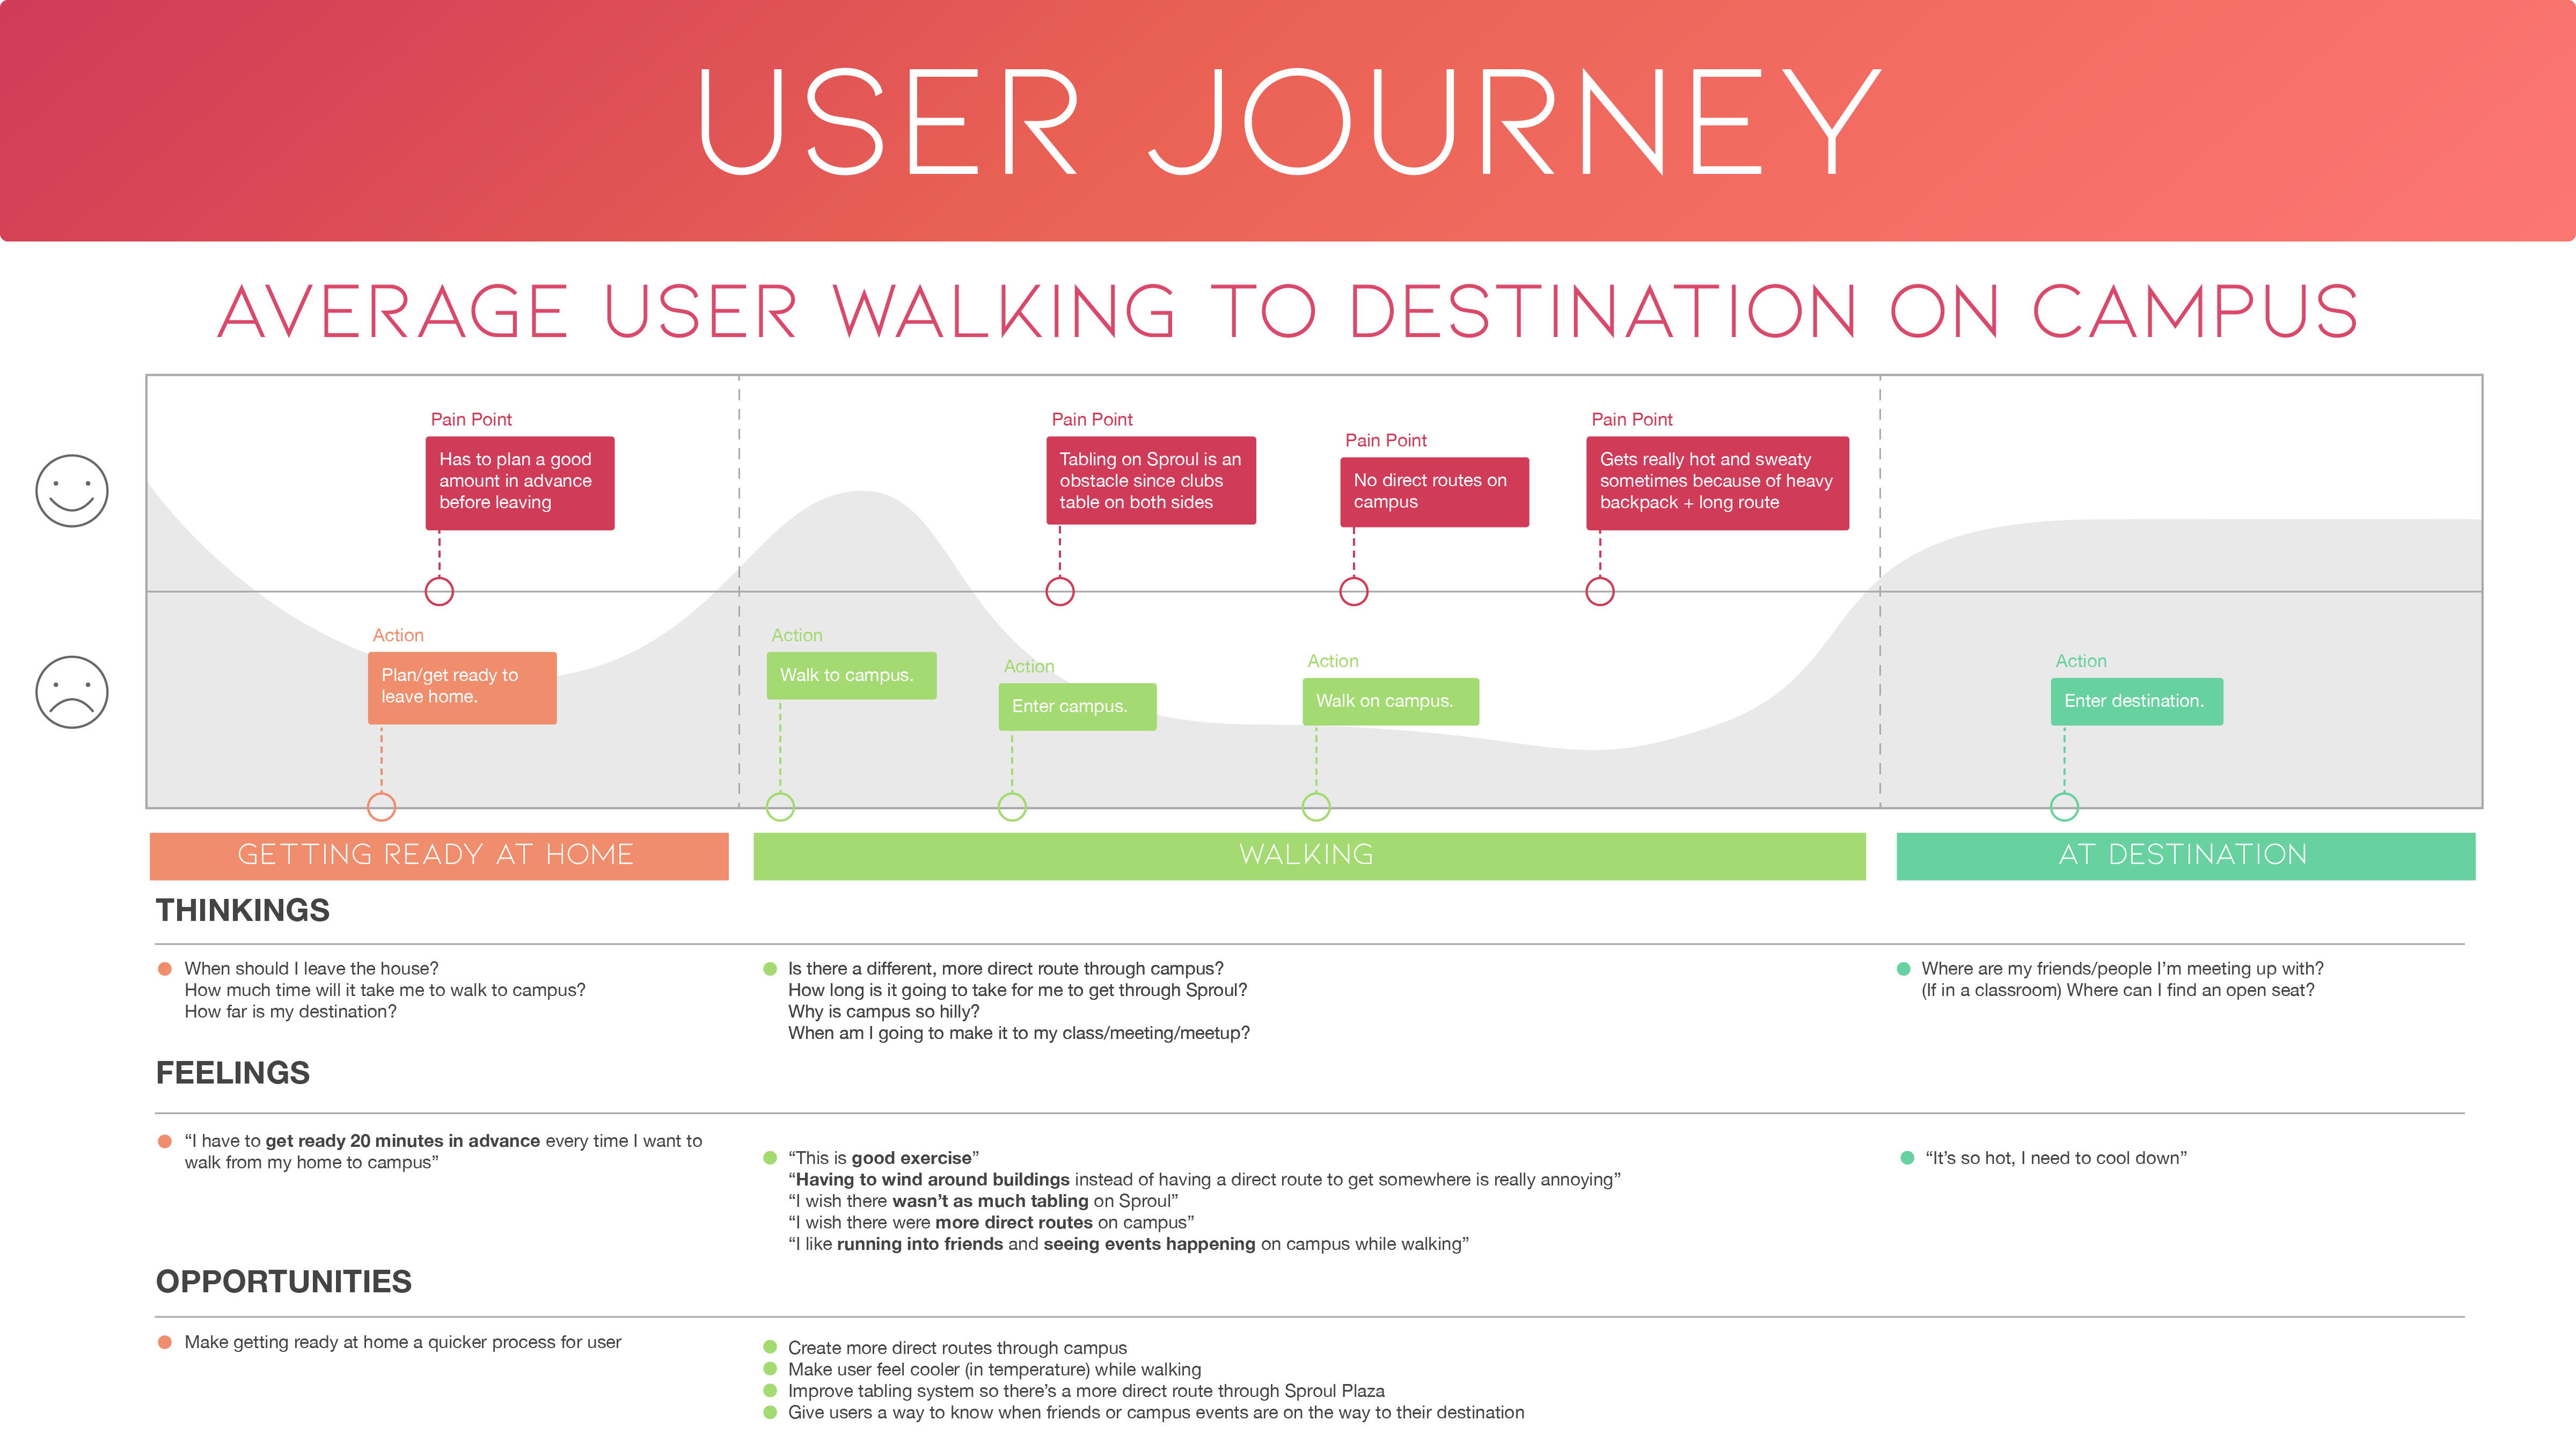 USER JOURNEY
AVERAGE USER WALKING TO DESTINATION ON CAMPUS
Pain Point
Has to plan a good
amount in advance
before leaving
Pain Point
Tabling on Sproul is an
obstacle since clubs
table on both sides
Pain Point
No direct routes on
campus
Pain Point
Gets really hot and sweaty
sometimes because of heavy
backpack + long route
Action
Plan/get ready to
leave home.
Action
Walk to campus.
Action
Enter campus.
Action
Walk on campus.
Action
Enter destination.
GETTING READY AT HOME
WALKING
AT DESTINATION
THINKINGS
When should I leave the house?
How much time will it take me to walk to campus?
How far is my destination?
Is there a different, more direct route through campus?
How long is it going to take for me to get through Sproul?
Why is campus so hilly?
When am I going to make it to my class/meeting/meetup?
Where are my friends/people I’m meeting up with?
(If in a classroom) Where can I find an open seat?
FEELINGS
“I have to get ready 20 minutes in advance every time I want to
walk from my home to campus”
“This is good exercise”
“Having to wind around buildings instead of having a direct route to get somewhere is really annoying”
“I wish there wasn’t as much tabling on Sproul”
“I wish there were more direct routes on campus”
“I like running into friends and seeing events happening on campus while walking”
“It’s so hot, I need to cool down”
OPPORTUNITIES
Make getting ready at home a quicker process for user
Create more direct routes through campus
Make user feel cooler (in temperature) while walking
Improve tabling system so there’s a more direct route through Sproul Plaza
Give users a way to know when friends or campus events are on the way to their destination